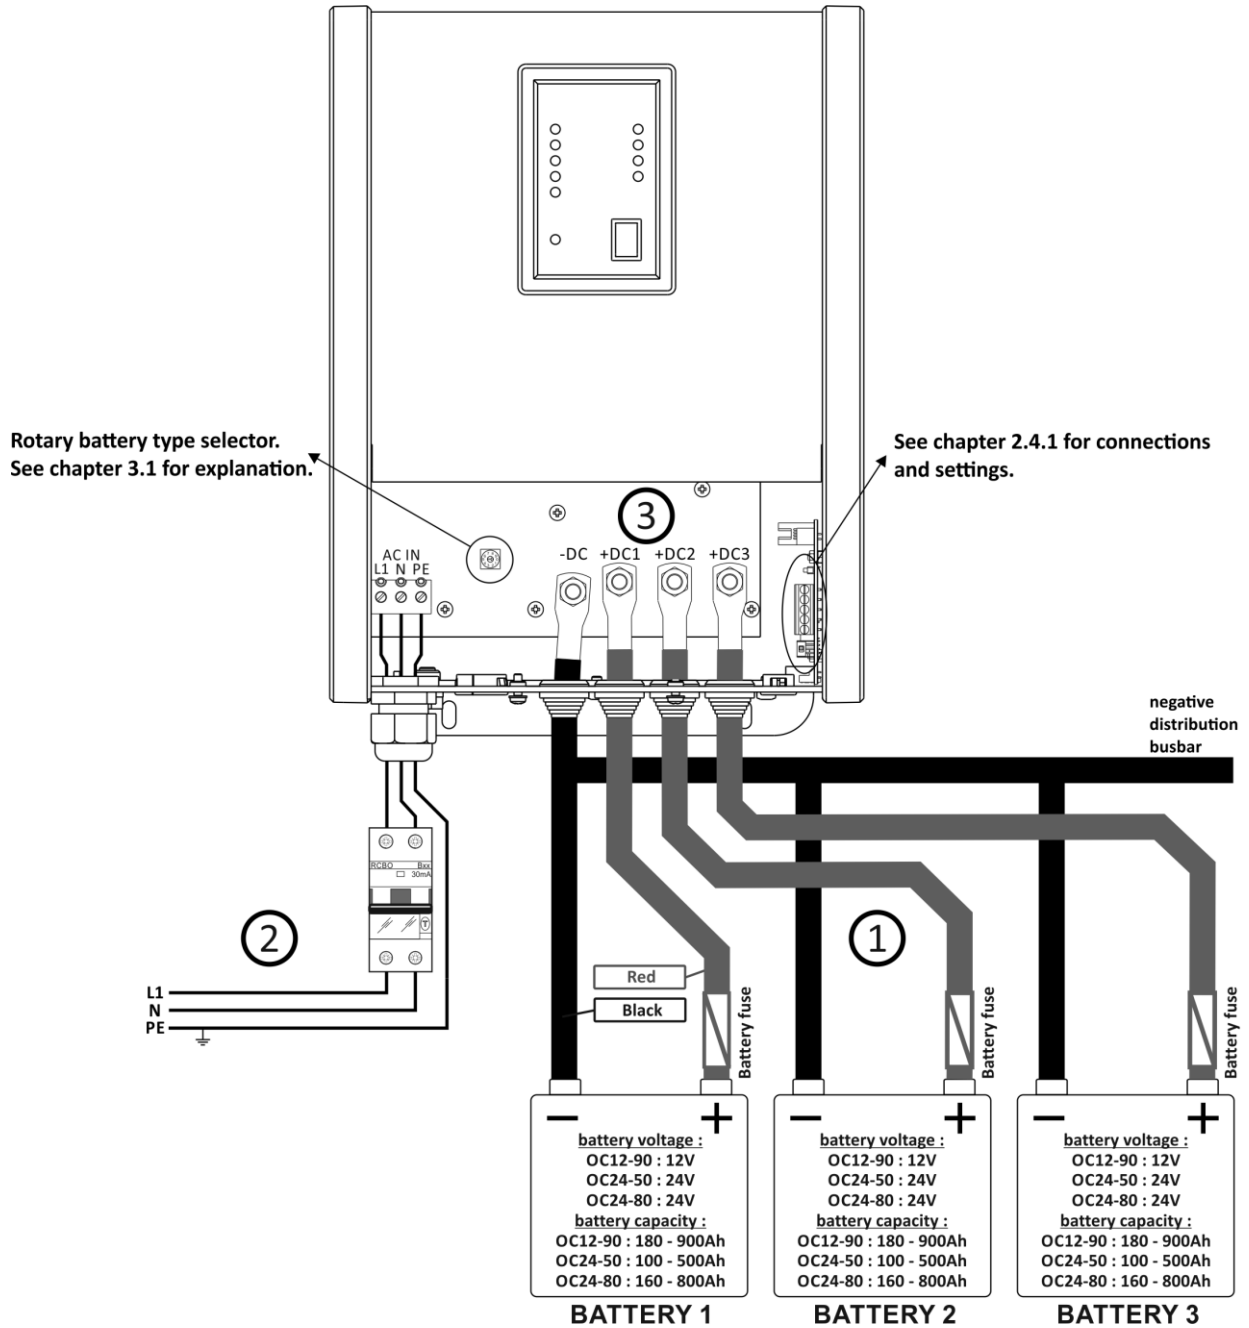 Rotary battery type selector.
See chapter 3.1 for explanation.
See chapter 2.4.1 for connections
and settings.
3
AC IN
L1 N PE
-DC +DC1 +DC2 +DC3
negative
distribution
busbar
RCBO Bxx
30mA
T
2
1
L1
N
PE
Red
Black
Battery fuse
Battery fuse
Battery fuse
− +
battery voltage :
OC12-90 : 12V
OC24-50 : 24V
OC24-80 : 24V
battery capacity :
OC12-90 : 180 - 900Ah
OC24-50 : 100 - 500Ah
OC24-80 : 160 - 800Ah
BATTERY 1
− +
battery voltage :
OC12-90 : 12V
OC24-50 : 24V
OC24-80 : 24V
battery capacity :
OC12-90 : 180 - 900Ah
OC24-50 : 100 - 500Ah
OC24-80 : 160 - 800Ah
BATTERY 2
− +
battery voltage :
OC12-90 : 12V
OC24-50 : 24V
OC24-80 : 24V
battery capacity :
OC12-90 : 180 - 900Ah
OC24-50 : 100 - 500Ah
OC24-80 : 160 - 800Ah
BATTERY 3